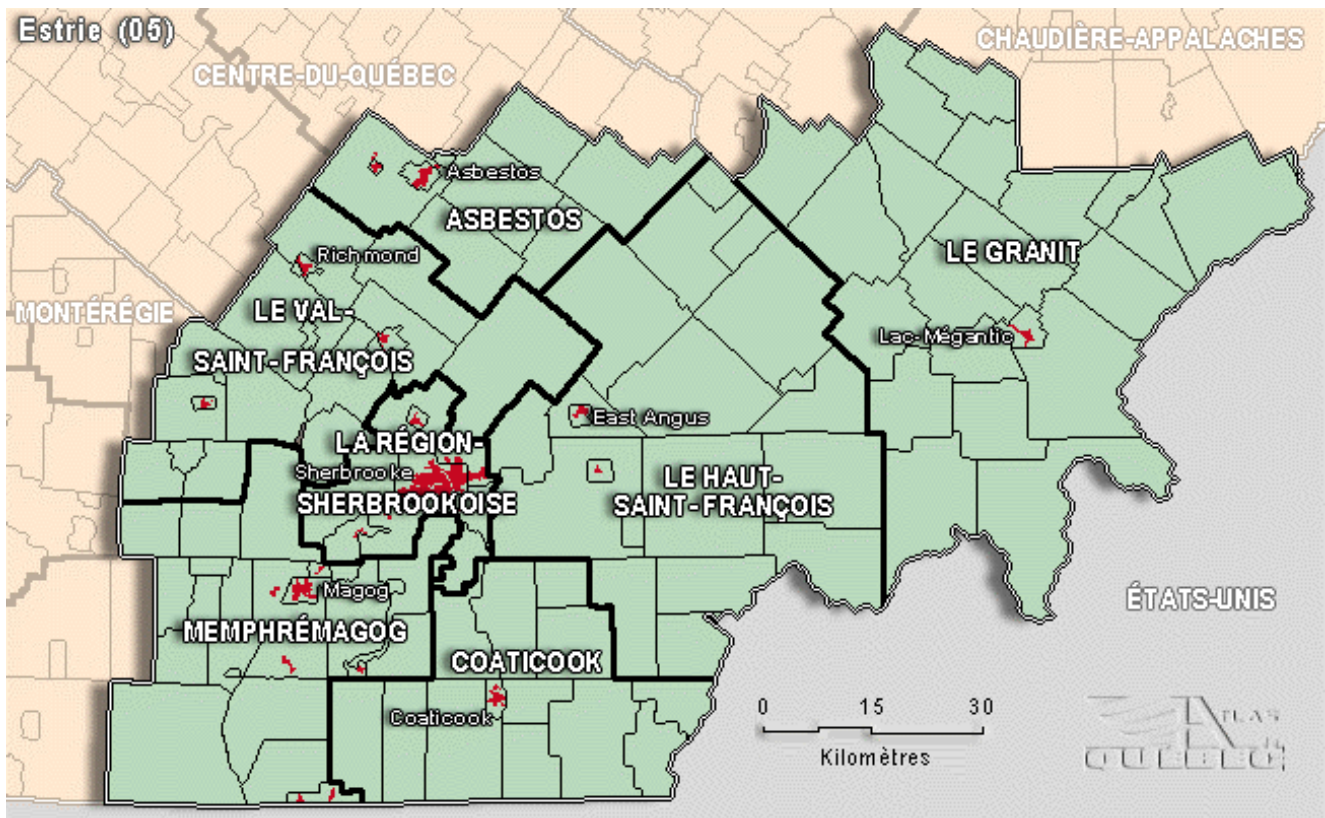 Estrie (05)
CHAUDIÈRE-APPALACHES
CENTRE-DU-QUÉBEC
Asbestos
ASBESTOS
Richmond
LE GRANIT
MONTÉRÉGIE
LE VAL-
SAINT-FRANÇOIS
Lac-Mégantic
East Angus
LA RÉGION-
Sherbrooke
SHERBROOKOISE
LE HAUT-
SAINT-FRANÇOIS
Magog
ÉTATS-UNIS
MEMPHRÉMAGOG
COATICOOK
Coaticook
0 15 30
Kilomètres
ATLAS
QUÉBEC